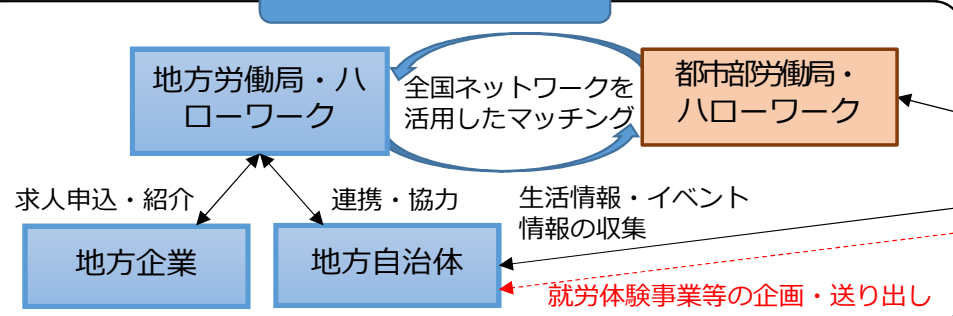 地方労働局・ハ
ローワーク
全国ネットワークを
活用したマッチング
都市部労働局・
ハローワーク
求人申込・紹介
連携・協力
生活情報・イベント
情報の収集
地方企業
地方自治体
就労体験事業等の企画・送り出し